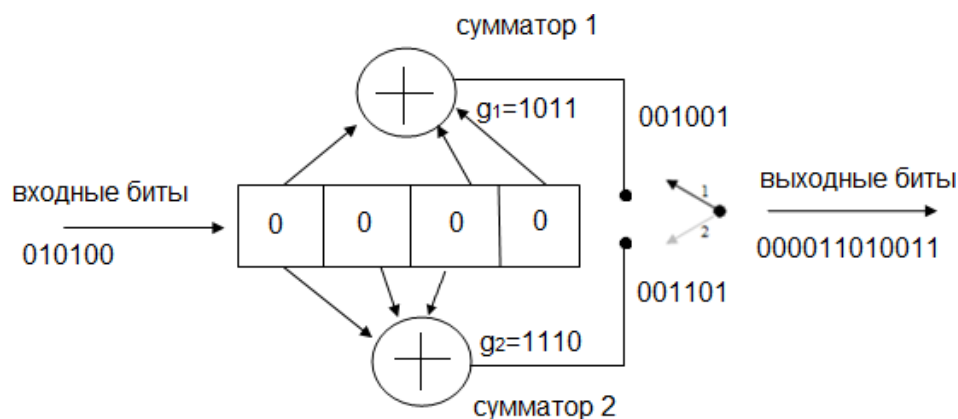 сумматор 1
g1=1011
001001
входные биты
010100
0 0 0 0
1
2
выходные биты
000011010011
001101
g2=1110
сумматор 2